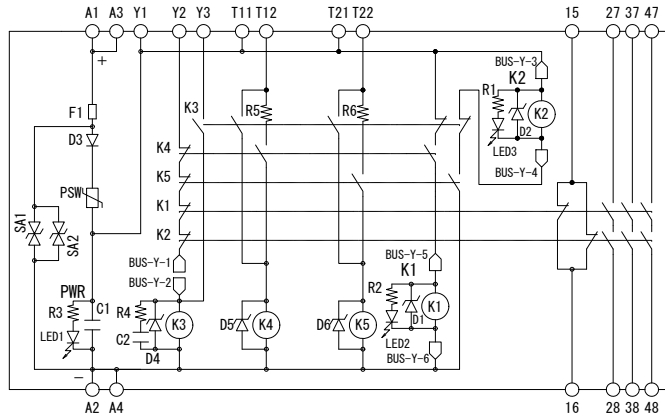 A1 A3 Y1 Y2 Y3 T11 T12 T21 T22 15 27 37 47
+
BUS-Y-3
K2
R1
K2
D2
LED3
BUS-Y-4
F1
D3
PSW
SA1
SA2
K3
R5
R6
K4
K5
K1
K2
BUS-Y-1
BUS-Y-2
BUS-Y-5
K1
PWR
R3
C1
LED1
R4
C2
D4
K3
D5
K4
D6
K5
R2
D1
K1
LED2
BUS-Y-6
−
A2 A4 16 28 38 48